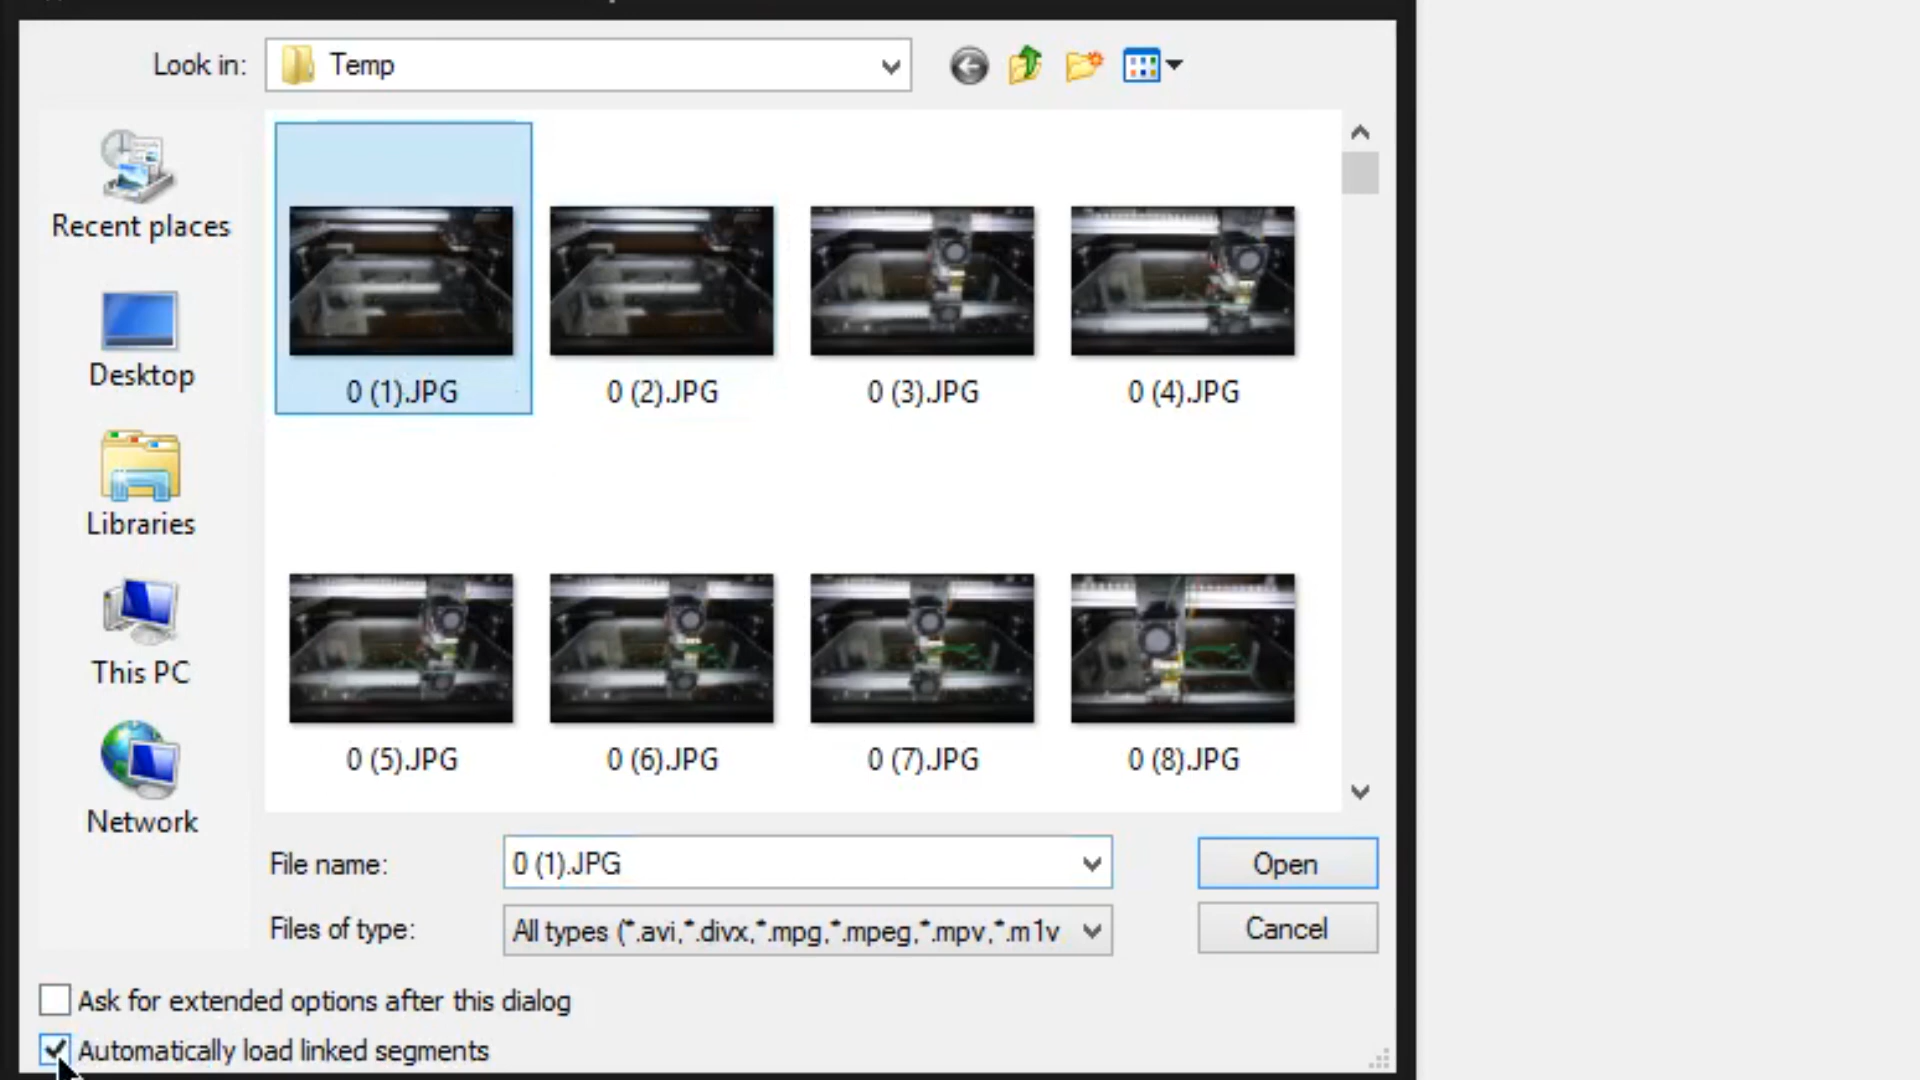 Look in: Temp
Recent places
Desktop
Libraries
This PC
Network
0 (1).JPG 0 (2).JPG 0 (3).JPG 0 (4).JPG
0 (5).JPG 0 (6).JPG 0 (7).JPG 0 (8).JPG
File name: 0 (1).JPG Open
Files of type: All types (*.avi,*.divx,*.mpg,*.mpeg,*.mpv,*.m1v Cancel
Ask for extended options after this dialog
Automatically load linked segments